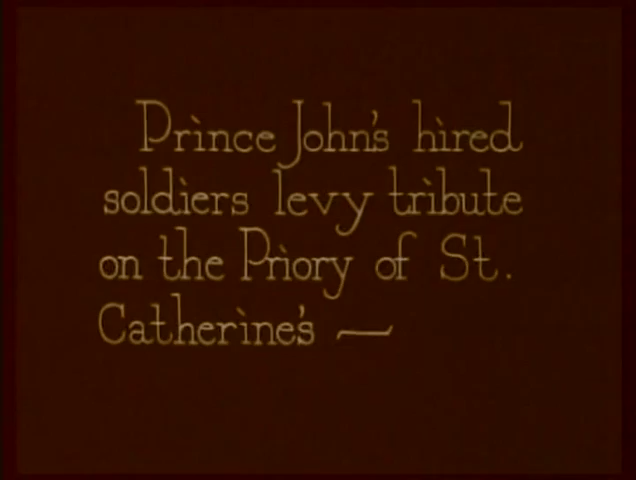 Prince John's hired
soldiers levy tribute
on the Priory of St.
Catherine's —